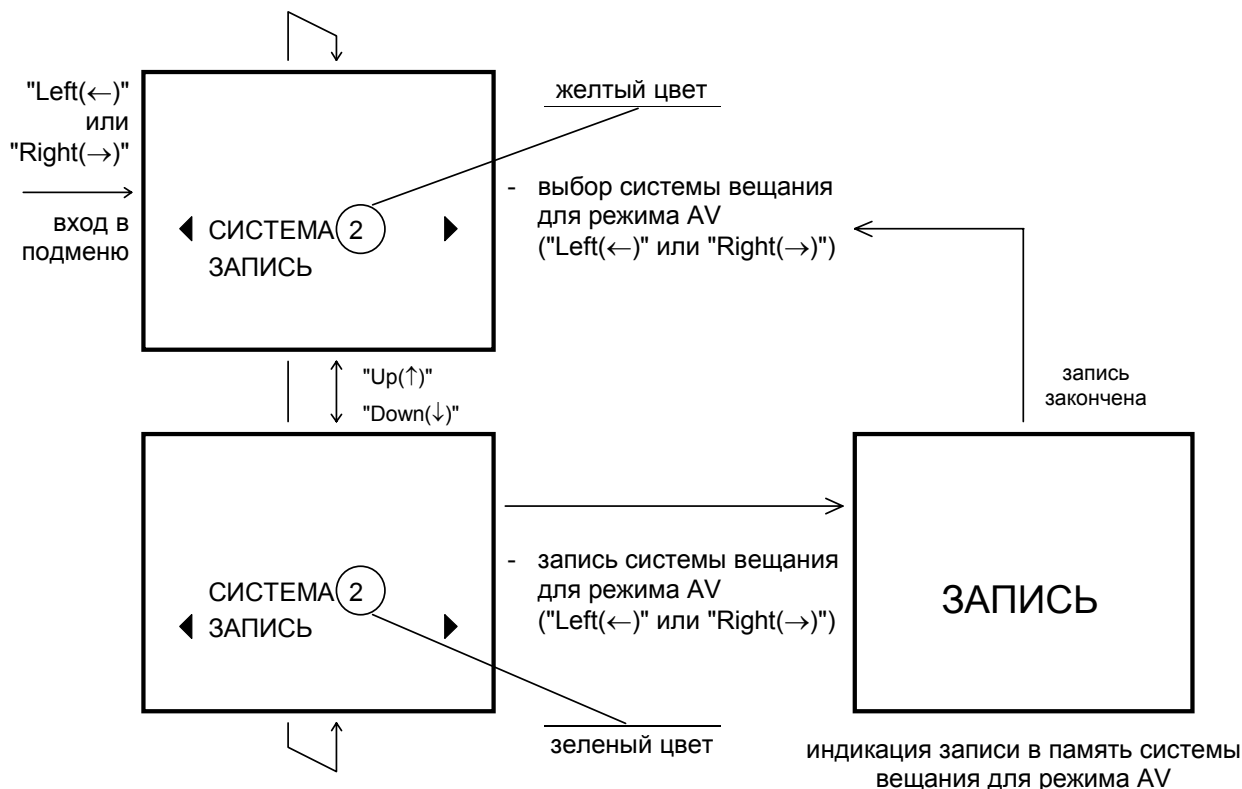 "Left(←)"
или
"Right(→)"
вход в
подменю
СИСТЕМА 2
ЗАПИСЬ
желтый цвет
- выбор системы вещания
для режима AV
("Left(←)" или "Right(→)")
"Up(↑)"
"Down(↓)"
запись
закончена
СИСТЕМА 2
ЗАПИСЬ
- запись системы вещания
для режима AV
("Left(←)" или "Right(→)")
зеленый цвет
ЗАПИСЬ
индикация записи в память системы
вещания для режима AV